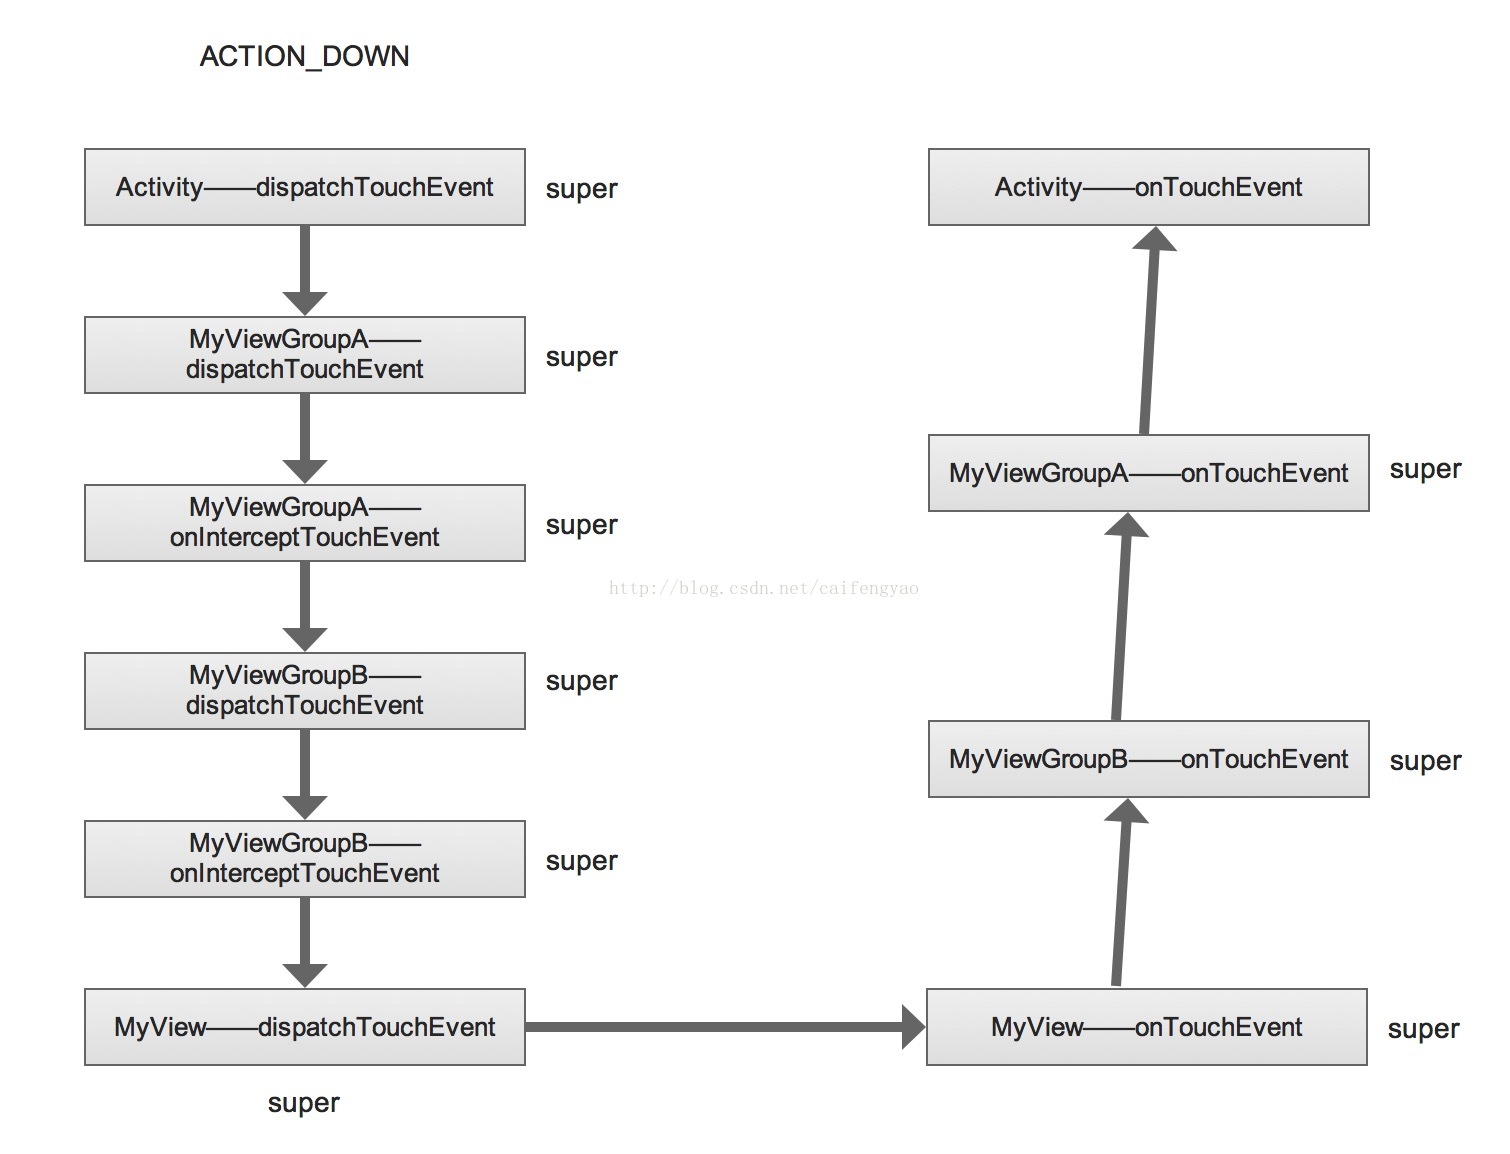 ACTION_DOWN
Activity——dispatchTouchEvent
super
MyViewGroupA——
dispatchTouchEvent
super
MyViewGroupA——
onInterceptTouchEvent
super
MyViewGroupB——
dispatchTouchEvent
super
MyViewGroupB——
onInterceptTouchEvent
super
MyView——dispatchTouchEvent
super
http://blog.csdn.net/caifengyao
Activity——onTouchEvent
MyViewGroupA——onTouchEvent
super
MyViewGroupB——onTouchEvent
super
MyView——onTouchEvent
super